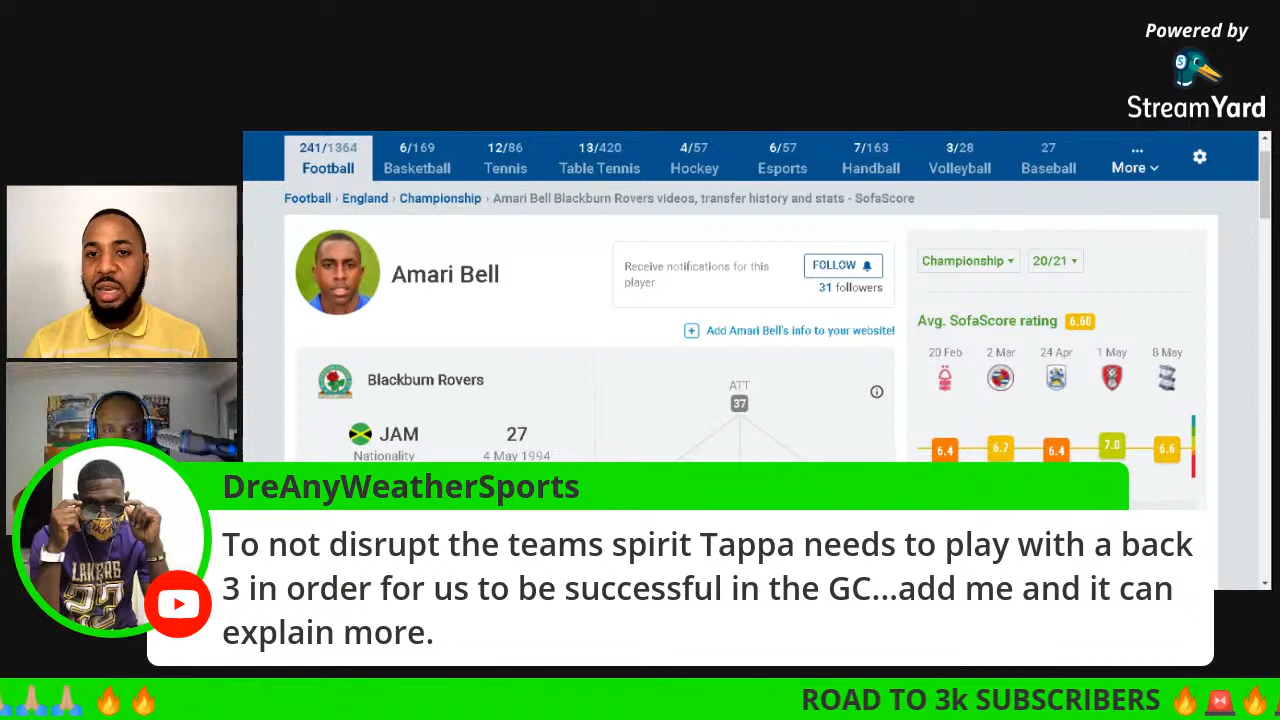 Powered by
StreamYard
241/1364 6/169 12/86 13/420 4/57 6/57 7/163 3/28 27 ...
Football Basketball Tennis Table Tennis Hockey Esports Handball Volleyball Baseball More
Football › England › Championship › Amari Bell Blackburn Rovers videos, transfer history and stats - SofaScore
Amari Bell
Receive notifications for this
player
FOLLOW
31 followers
+ Add Amari Bell's info to your website!
Championship 20/21
Avg. SofaScore rating 6.60
20 Feb 2 Mar 24 Apr 1 May 8 May
6.4 6.7 6.4 7.0 6.6
Blackburn Rovers
JAM 27
Nationality 4 May 1994
ATT
37
LAKERS
23
DreAnyWeatherSports
To not disrupt the teams spirit Tappa needs to play with a back
3 in order for us to be successful in the GC...add me and it can
explain more.
🙏🏼🙏🏼🙏🏼 🔥🔥 ROAD TO 3k SUBSCRIBERS 🔥🚨🔥